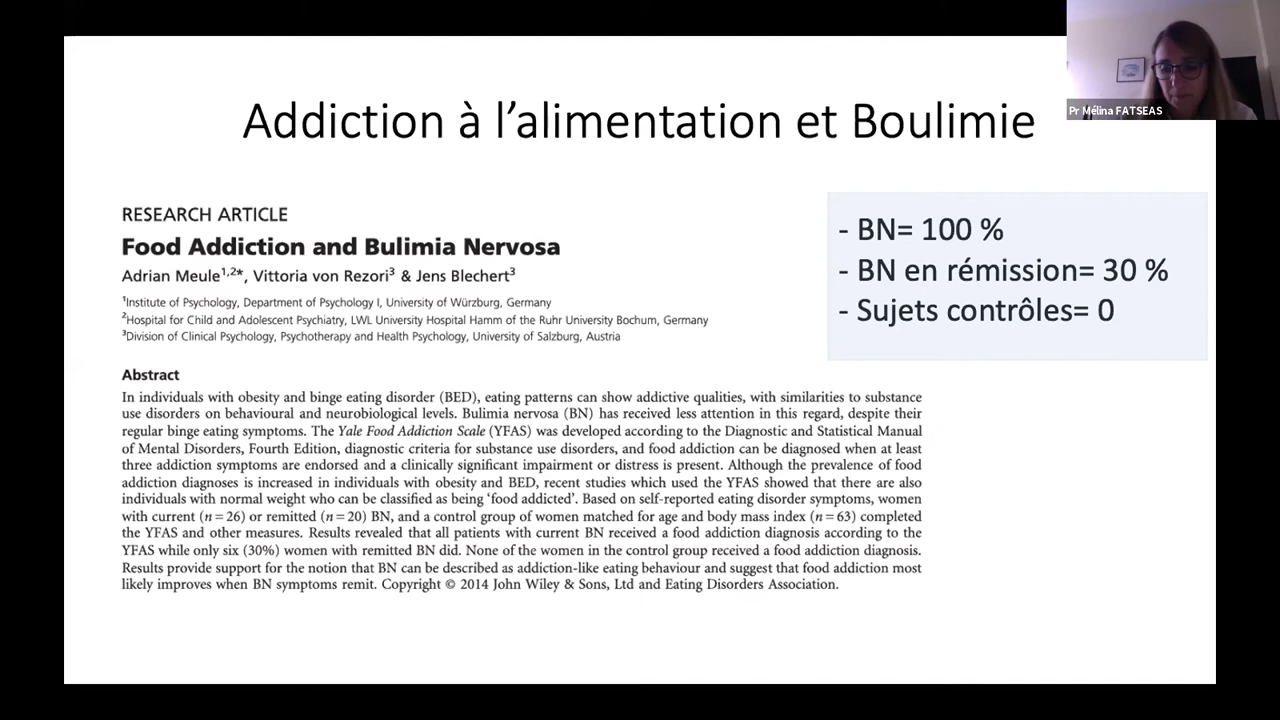 Pr Mélina FATSEAS
Addiction à l’alimentation et Boulimie
RESEARCH ARTICLE
Food Addiction and Bulimia Nervosa
Adrian Meule1,2*, Vittoria von Rezori3 & Jens Blechert3
1Institute of Psychology, Department of Psychology I, University of Würzburg, Germany
2Hospital for Child and Adolescent Psychiatry, LWL University Hospital Hamm of the Ruhr University Bochum, Germany
3Division of Clinical Psychology, Psychotherapy and Health Psychology, University of Salzburg, Austria
- BN= 100 %
- BN en rémission= 30 %
- Sujets contrôles= 0
Abstract
In individuals with obesity and binge eating disorder (BED), eating patterns can show addictive qualities, with similarities to substance
use disorders on behavioural and neurobiological levels. Bulimia nervosa (BN) has received less attention in this regard, despite their
regular binge eating symptoms. The Yale Food Addiction Scale (YFAS) was developed according to the Diagnostic and Statistical Manual
of Mental Disorders, Fourth Edition, diagnostic criteria for substance use disorders, and food addiction can be diagnosed when at least
three addiction symptoms are endorsed and a clinically significant impairment or distress is present. Although the prevalence of food
addiction diagnoses is increased in individuals with obesity and BED, recent studies which used the YFAS showed that there are also
individuals with normal weight who can be classified as being ‘food addicted’. Based on self-reported eating disorder symptoms, women
with current (n = 26) or remitted (n = 20) BN, and a control group of women matched for age and body mass index (n = 63) completed
the YFAS and other measures. Results revealed that all patients with current BN received a food addiction diagnosis according to the
YFAS while only six (30%) women with remitted BN did. None of the women in the control group received a food addiction diagnosis.
Results provide support for the notion that BN can be described as addiction-like eating behaviour and suggest that food addiction most
likely improves when BN symptoms remit. Copyright © 2014 John Wiley & Sons, Ltd and Eating Disorders Association.